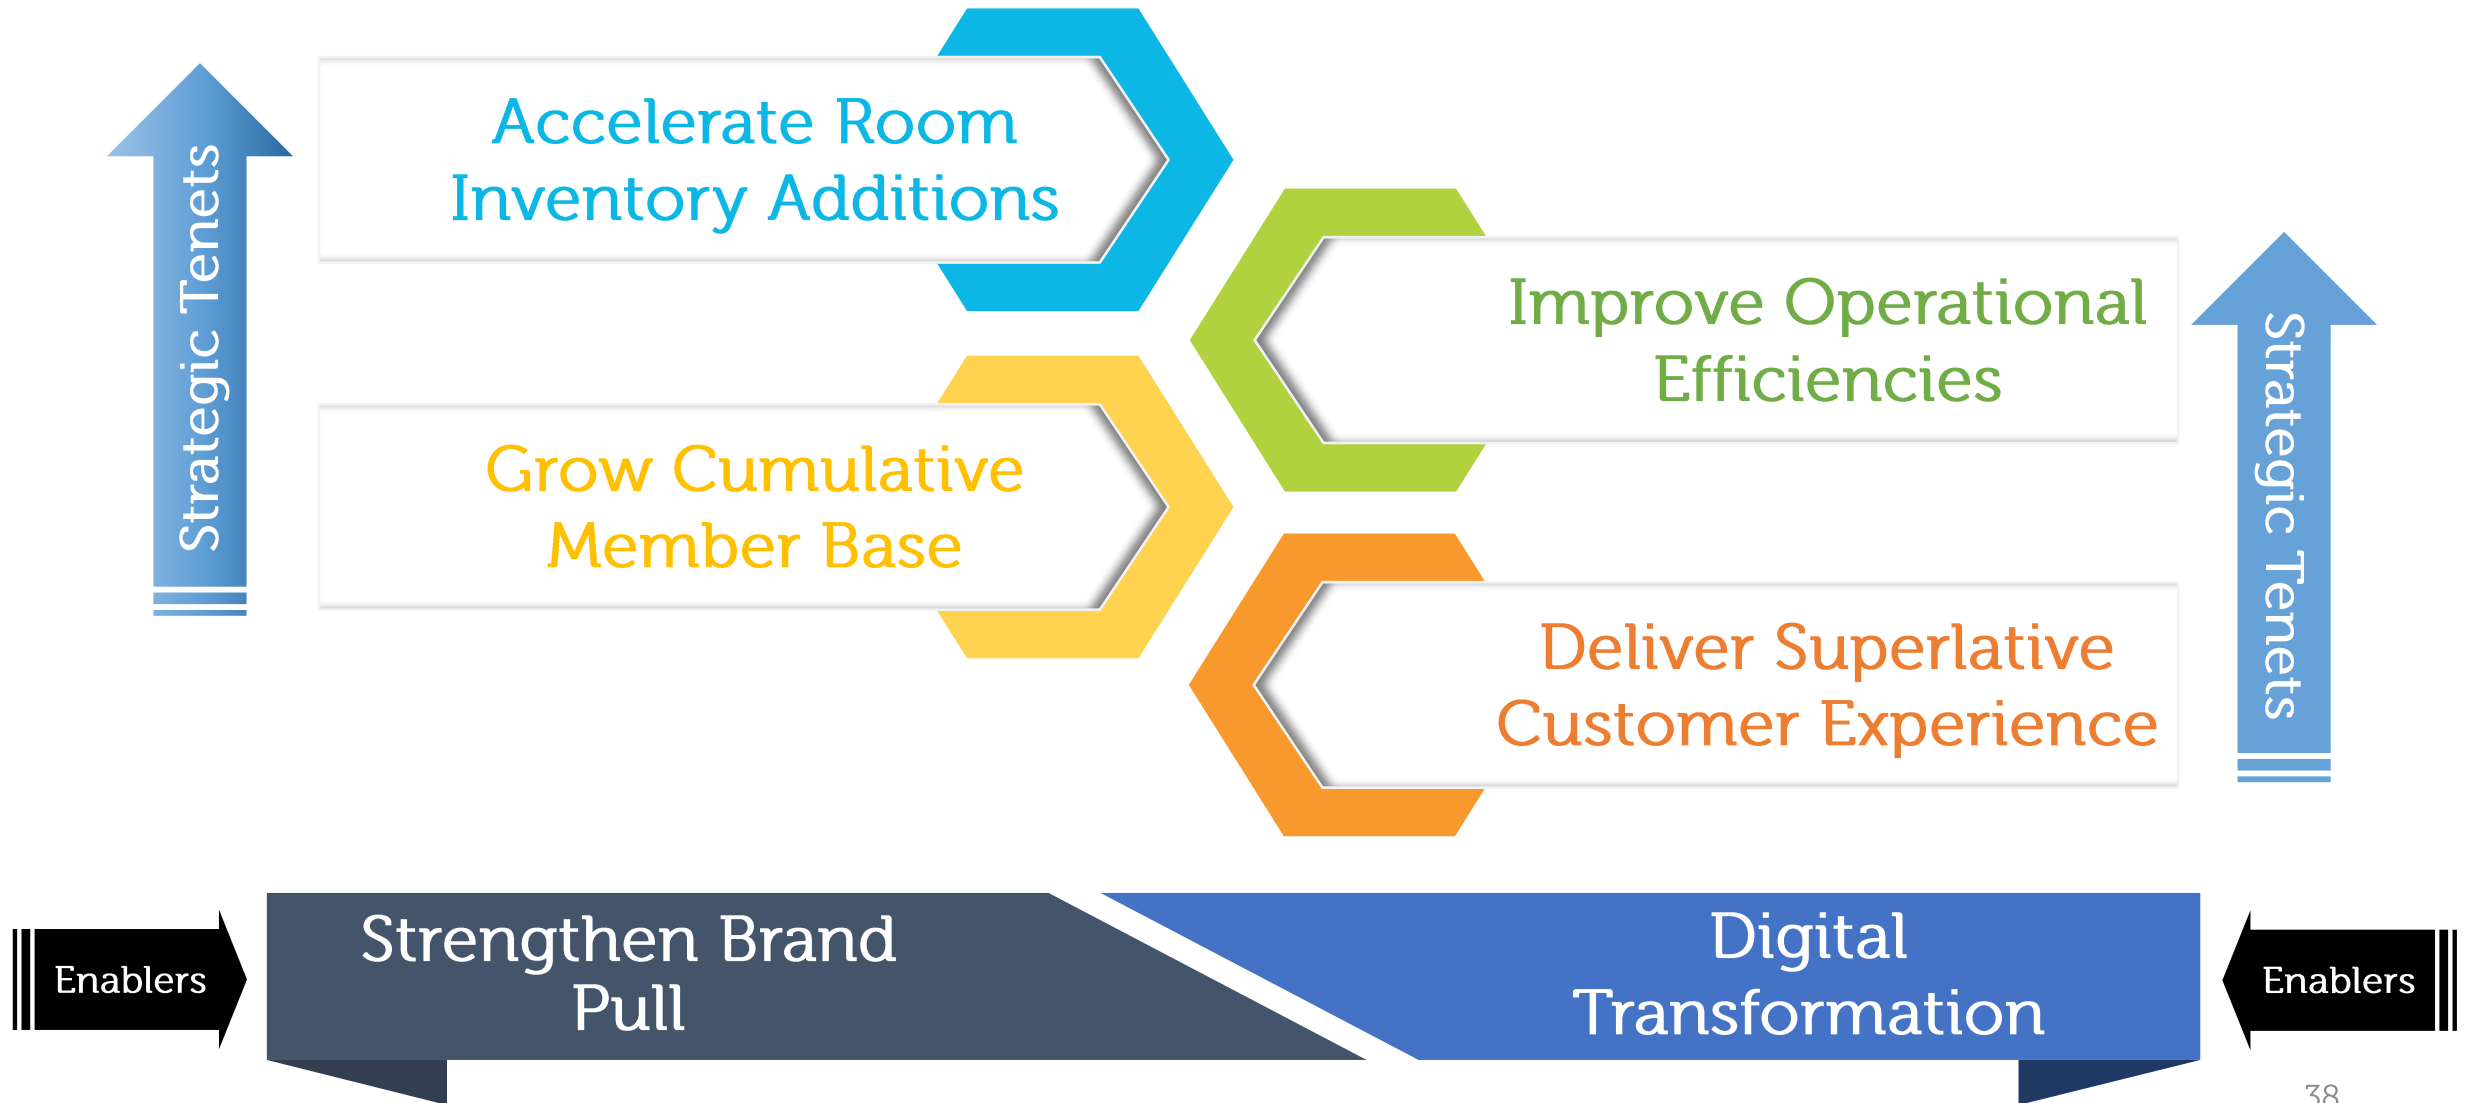 Strategic Tenets
Accelerate Room
Inventory Additions
Improve Operational
Efficiencies
Grow Cumulative
Member Base
Deliver Superlative
Customer Experience
Strategic Tenets
Enablers
Strengthen Brand
Pull
Digital
Transformation
Enablers
38